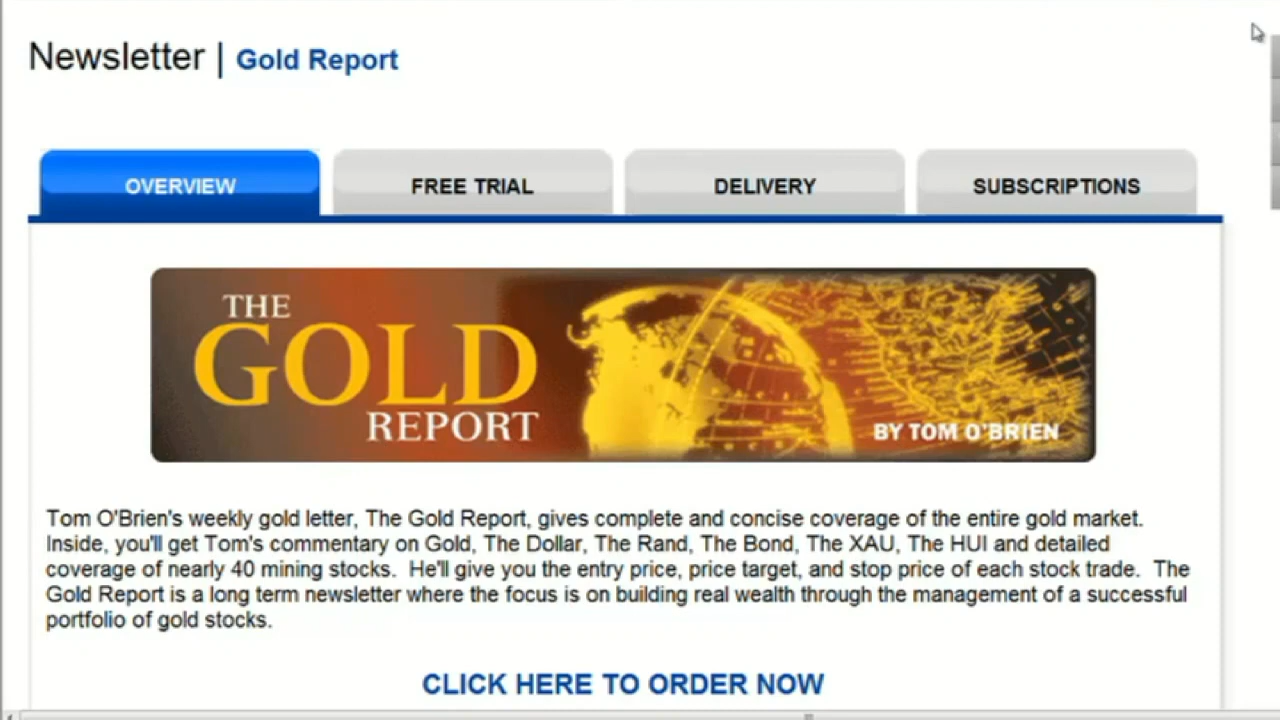 Newsletter | Gold Report
OVERVIEW
FREE TRIAL
DELIVERY
SUBSCRIPTIONS
THE
GOLD
REPORT
BY TOM O'BRIEN
Tom O'Brien's weekly gold letter, The Gold Report, gives complete and concise coverage of the entire gold market.
Inside, you'll get Tom's commentary on Gold, The Dollar, The Rand, The Bond, The XAU, The HUI and detailed
coverage of nearly 40 mining stocks. He'll give you the entry price, price target, and stop price of each stock trade. The
Gold Report is a long term newsletter where the focus is on building real wealth through the management of a successful
portfolio of gold stocks.
CLICK HERE TO ORDER NOW